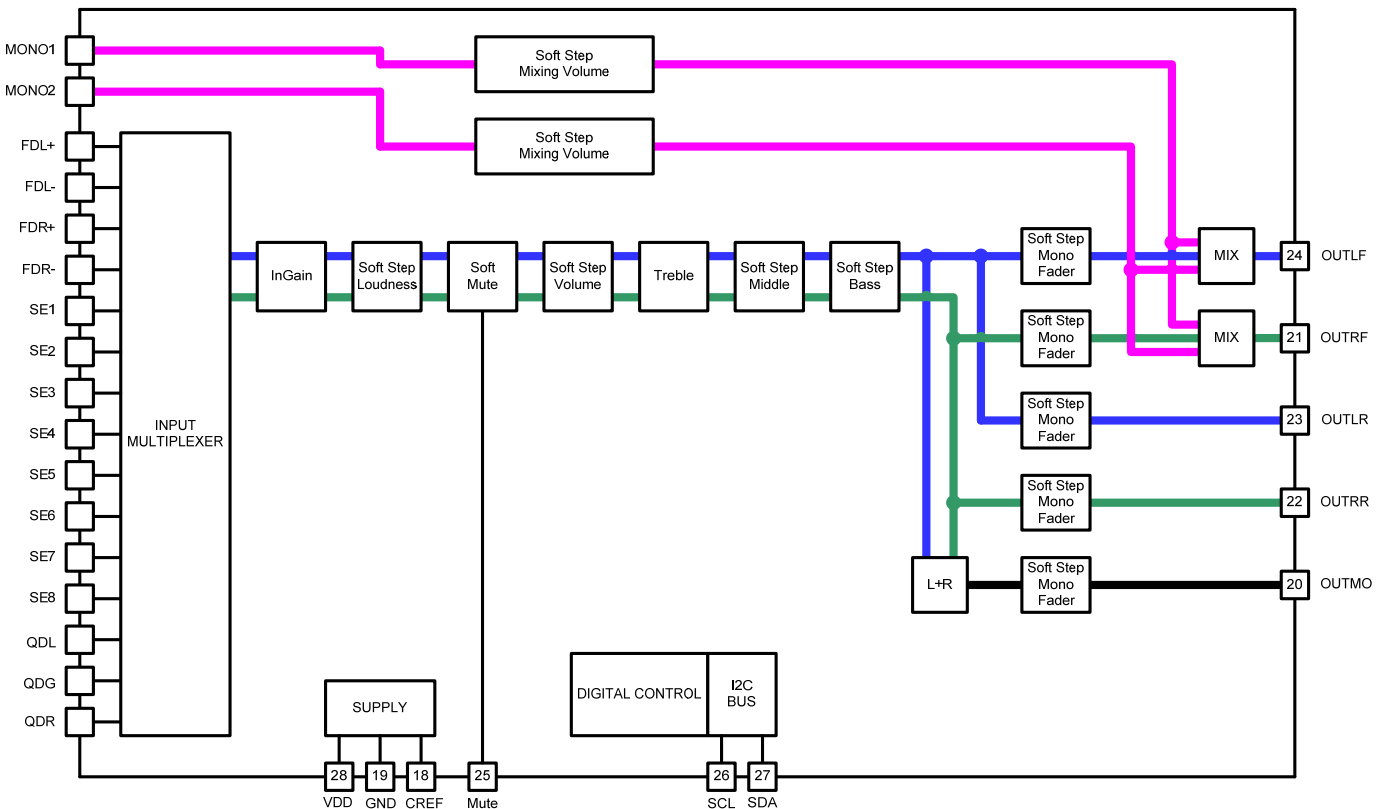 MONO1
MONO2
FDL+
FDL-
FDR+
FDR-
SE1
SE2
SE3
SE4
SE5
SE6
SE7
SE8
QDL
QDG
QDR
INPUT
MULTIPLEXER
Soft Step
Mixing Volume
Soft Step
Mixing Volume
InGain
Soft Step
Loudness
Soft
Mute
Soft Step
Volume
Treble
Soft Step
Middle
Soft Step
Bass
Soft Step
Mono
Fader
MIX
24 OUTLF
Soft Step
Mono
Fader
MIX
21 OUTRF
Soft Step
Mono
Fader
23 OUTLR
Soft Step
Mono
Fader
22 OUTRR
L+R
Soft Step
Mono
Fader
20 OUTMO
SUPPLY
DIGITAL CONTROL
I2C
BUS
28 19 18 25 26 27
VDD GND CREF Mute SCL SDA